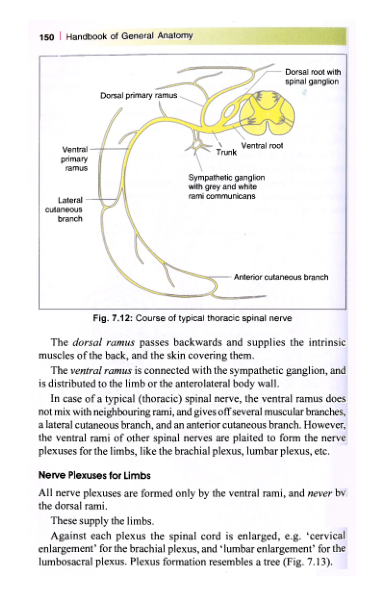 150 | Handbook of General Anatomy
Dorsal root with
spinal ganglion
Dorsal primary ramus
Ventral root
Trunk
Ventral
primary
ramus
Sympathetic ganglion
with grey and white
rami communicans
Lateral
cutaneous
branch
Anterior cutaneous branch
Fig. 7.12: Course of typical thoracic spinal nerve
The dorsal ramus passes backwards and supplies the intrinsic
muscles of the back, and the skin covering them.
The ventral ramus is connected with the sympathetic ganglion, and
is distributed to the limb or the anterolateral body wall.
In case of a typical (thoracic) spinal nerve, the ventral ramus does
not mix with neighbouring rami, and gives off several muscular branches,
a lateral cutaneous branch, and an anterior cutaneous branch. However,
the ventral rami of other spinal nerves are plaited to form the nerve
plexuses for the limbs, like the brachial plexus, lumbar plexus, etc.
Nerve Plexuses for Limbs
All nerve plexuses are formed only by the ventral rami, and never by
the dorsal rami.
These supply the limbs.
Against each plexus the spinal cord is enlarged, e.g. 'cervical
enlargement' for the brachial plexus, and 'lumbar enlargement' for the
lumbosacral plexus. Plexus formation resembles a tree (Fig. 7.13).